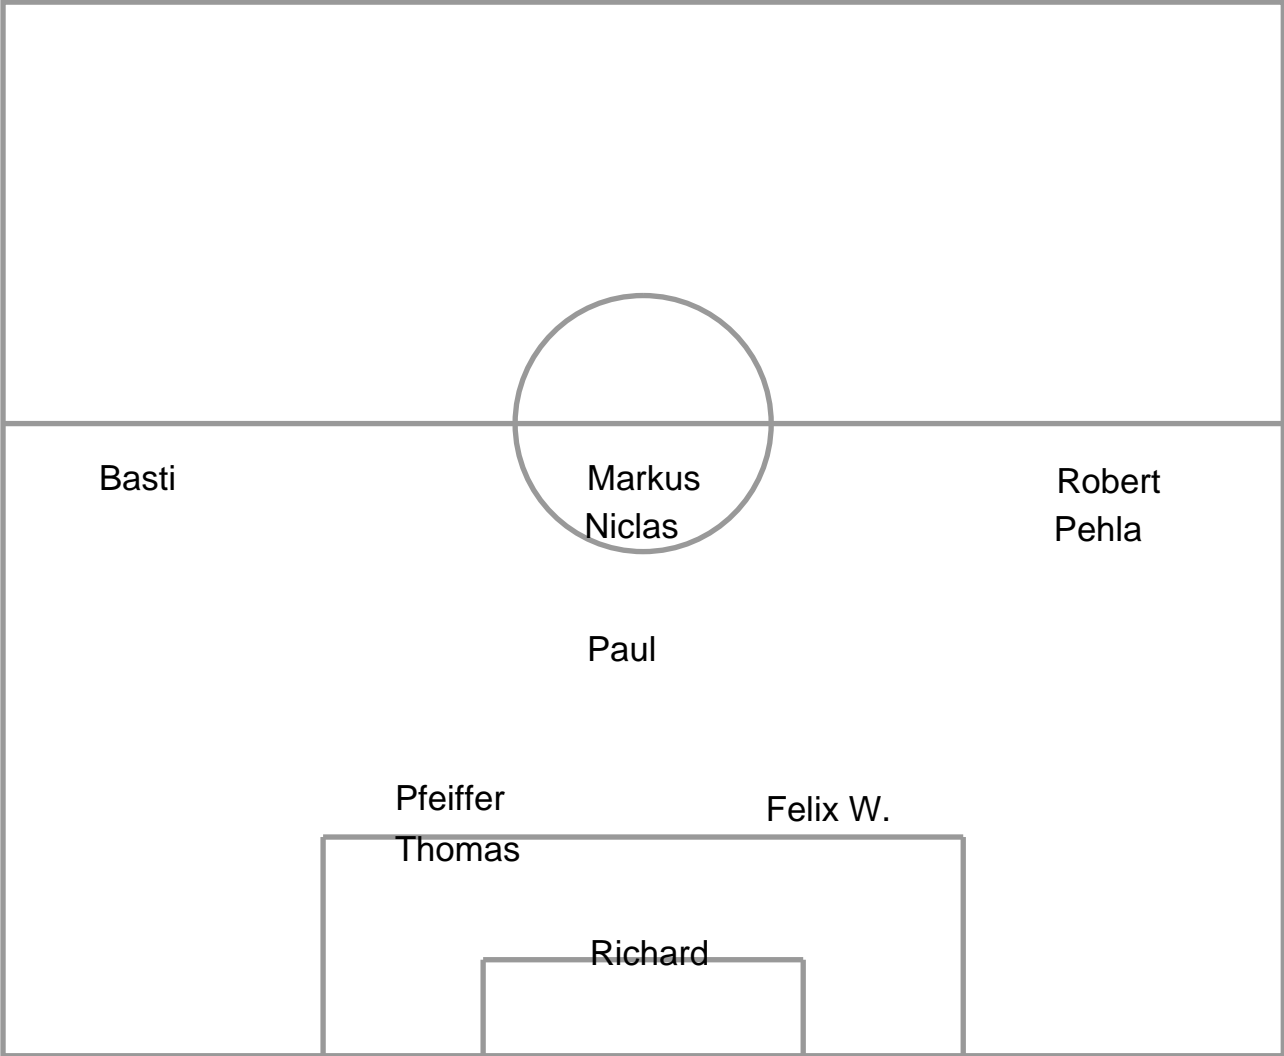 Basti
Markus
Niclas
Robert
Pehla
Paul
Pfeiffer
Thomas
Felix W.
Richard